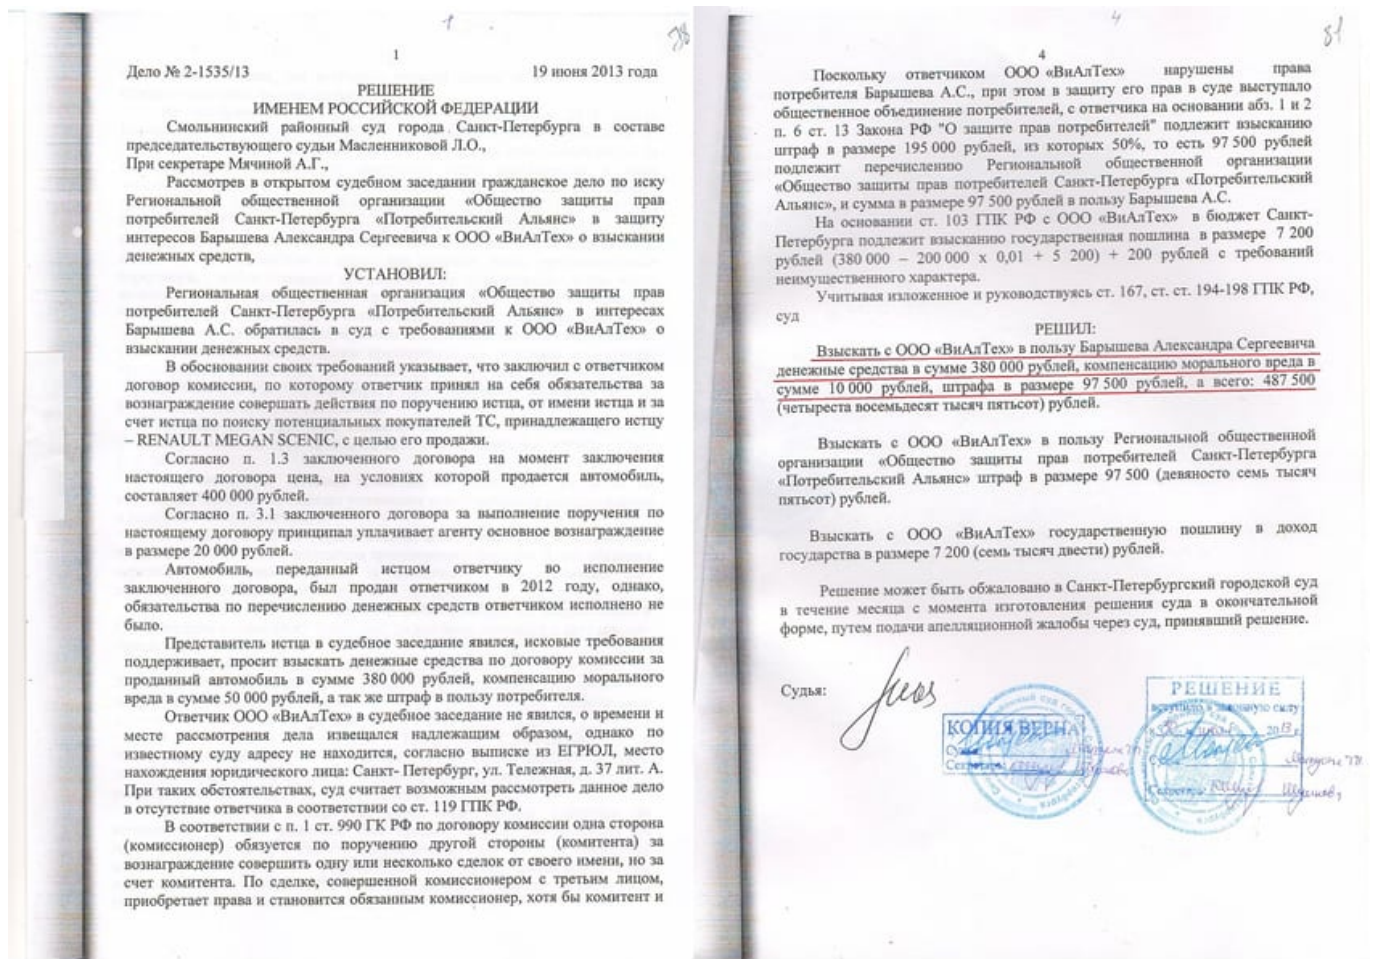 1
38
1
Дело № 2-1535/13 19 июня 2013 года
РЕШЕНИЕ
ИМЕНЕМ РОССИЙСКОЙ ФЕДЕРАЦИИ
Смольнинский районный суд города Санкт-Петербурга в составе
председательствующего судьи Масленниковой Л.О.,
При секретаре Мячиной А.Г.,
Рассмотрев в открытом судебном заседании гражданское дело по иску
Региональной общественной организации «Общество защиты прав
потребителей Санкт-Петербурга «Потребительский Альянс» в защиту
интересов Барышева Александра Сергеевича к ООО «ВиАлТех» о взыскании
денежных средств,
УСТАНОВИЛ:
Региональная общественная организация «Общество защиты прав
потребителей Санкт-Петербурга «Потребительский Альянс» в интересах
Барышева А.С. обратилась в суд с требованиями к ООО «ВиАлТех» о
взыскании денежных средств.
В обосновании своих требований указывает, что заключил с ответчиком
договор комиссии, по которому ответчик принял на себя обязательства за
вознаграждение совершать действия по поручению истца, от имени истца и за
счет истца по поиску потенциальных покупателей ТС, принадлежащего истцу
– RENAULT MEGAN SCENIC, с целью его продажи.
Согласно п. 1.3 заключенного договора на момент заключения
настоящего договора цена, на условиях которой продается автомобиль,
составляет 400 000 рублей.
Согласно п. 3.1 заключенного договора за выполнение поручения по
настоящему договору принципал уплачивает агенту основное вознаграждение
в размере 20 000 рублей.
Автомобиль, переданный истцом ответчику во исполнение
заключенного договора, был продан ответчиком в 2012 году, однако,
обязательства по перечислению денежных средств ответчиком исполнено не
было.
Представитель истца в судебное заседание явился, исковые требования
поддерживает, просит взыскать денежные средства по договору комиссии за
проданный автомобиль в сумме 380 000 рублей, компенсацию морального
вреда в сумме 50 000 рублей, а так же штраф в пользу потребителя.
Ответчик ООО «ВиАлТех» в судебное заседание не явился, о времени и
месте рассмотрения дела извещался надлежащим образом, однако по
известному суду адресу не находится, согласно выписке из ЕГРЮЛ, место
нахождения юридического лица: Санкт- Петербург, ул. Тележная, д. 37 лит. А.
При таких обстоятельствах, суд считает возможным рассмотреть данное дело
в отсутствие ответчика в соответствии со ст. 119 ГПК РФ.
В соответствии с п. 1 ст. 990 ГК РФ по договору комиссии одна сторона
(комиссионер) обязуется по поручению другой стороны (комитента) за
вознаграждение совершить одну или несколько сделок от своего имени, но за
счет комитента. По сделке, совершенной комиссионером с третьим лицом,
приобретает права и становится обязанным комиссионер, хотя бы комитент и
4
81
4
Поскольку ответчиком ООО «ВиАлТех» нарушены права
потребителя Барышева А.С., при этом в защиту его прав в суде выступало
общественное объединение потребителей, с ответчика на основании абз. 1 и 2
п. 6 ст. 13 Закона РФ "О защите прав потребителей" подлежит взысканию
штраф в размере 195 000 рублей, из которых 50%, то есть 97 500 рублей
подлежит перечислению Региональной общественной организации
«Общество защиты прав потребителей Санкт-Петербурга «Потребительский
Альянс», и сумма в размере 97 500 рублей в пользу Барышева А.С.
На основании ст. 103 ГПК РФ с ООО «ВиАлТех» в бюджет Санкт-
Петербурга подлежит взысканию государственная пошлина в размере 7 200
рублей (380 000 – 200 000 х 0,01 + 5 200) + 200 рублей с требований
неимущественного характера.
Учитывая изложенное и руководствуясь ст. 167, ст. ст. 194-198 ГПК РФ,
суд
РЕШИЛ:
Взыскать с ООО «ВиАлТех» в пользу Барышева Александра Сергеевича
денежные средства в сумме 380 000 рублей, компенсацию морального вреда в
сумме 10 000 рублей, штрафа в размере 97 500 рублей, а всего: 487 500
(четыреста восемьдесят тысяч пятьсот) рублей.
Взыскать с ООО «ВиАлТех» в пользу Региональной общественной
организации «Общество защиты прав потребителей Санкт-Петербурга
«Потребительский Альянс» штраф в размере 97 500 (девяносто семь тысяч
пятьсот) рублей.
Взыскать с ООО «ВиАлТех» государственную пошлину в доход
государства в размере 7 200 (семь тысяч двести) рублей.
Решение может быть обжаловано в Санкт-Петербургский городской суд
в течение месяца с момента изготовления решения суда в окончательной
форме, путем подачи апелляционной жалобы через суд, принявший решение.
Судья:
КОПИЯ ВЕРНА
Секретарь
РЕШЕНИЕ
вступило в законную силу
2013 г.
Секретарь